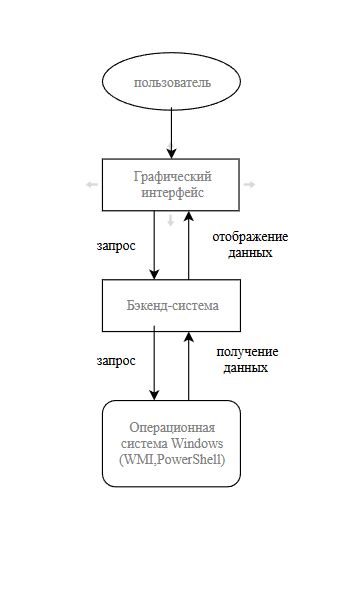 пользователь
Графический
интерфейс
запрос
отображение
данных
Бэкенд-система
запрос
получение
данных
Операционная
система Windows
(WMI,PowerShell)